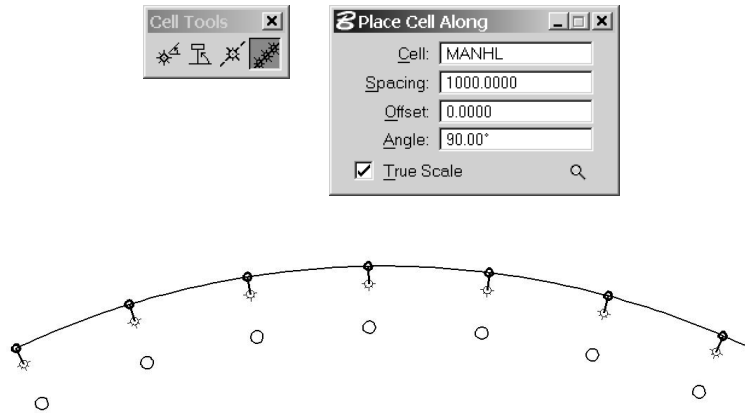 Cell Tools
Place Cell Along
Cell: MANHL
Spacing: 1000.0000
Offset: 0.0000
Angle: 90.00°
True Scale